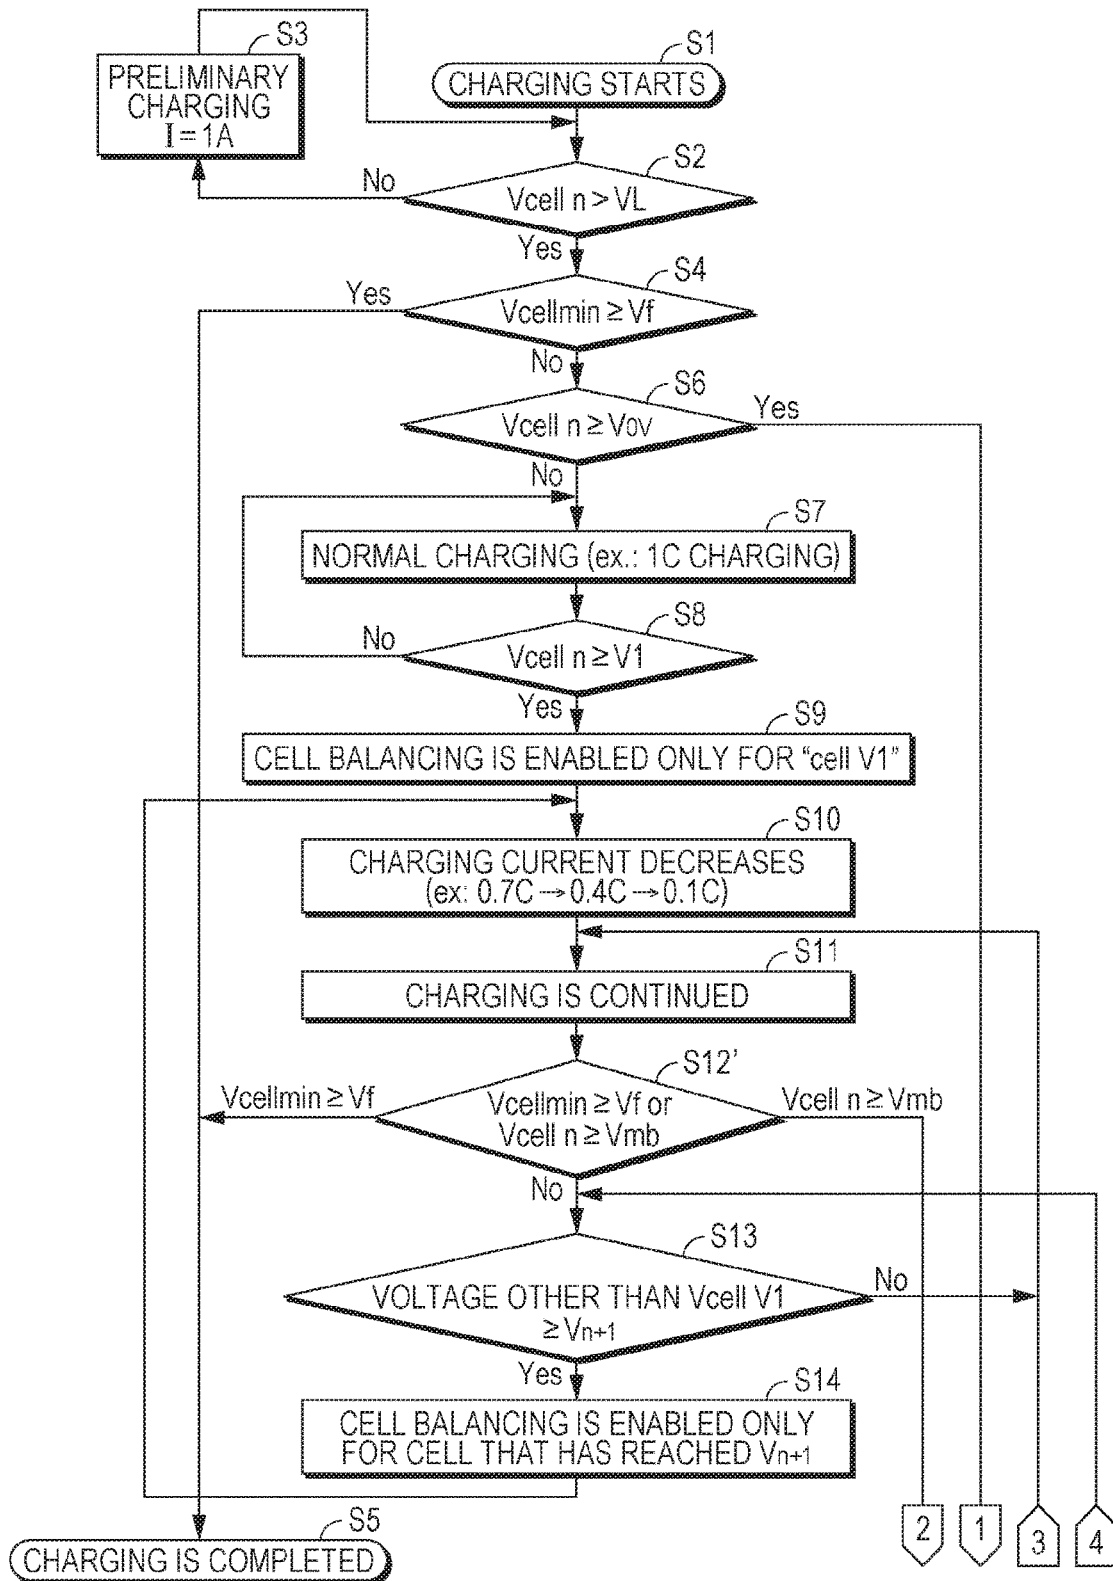 S3
PRELIMINARY
CHARGING
I=1A
S1
CHARGING STARTS
S2
Vcell n > VL
No
Yes
S4
Vcellmin ≥ Vf
Yes
No
S6
Vcell n ≥ V0V
Yes
No
S7
NORMAL CHARGING (ex.: 1C CHARGING)
S8
Vcell n ≥ V1
No
Yes
S9
CELL BALANCING IS ENABLED ONLY FOR “cell V1”
S10
CHARGING CURRENT DECREASES
(ex: 0.7C→0.4C→0.1C)
S11
CHARGING IS CONTINUED
S12’
Vcellmin ≥ Vf
Vcellmin ≥ Vf or
Vcell n ≥ Vmb
Vcell n ≥ Vmb
No
S13
VOLTAGE OTHER THAN Vcell V1
≥ Vn+1
No
Yes
S14
CELL BALANCING IS ENABLED ONLY
FOR CELL THAT HAS REACHED Vn+1
S5
CHARGING IS COMPLETED
2
1
3
4